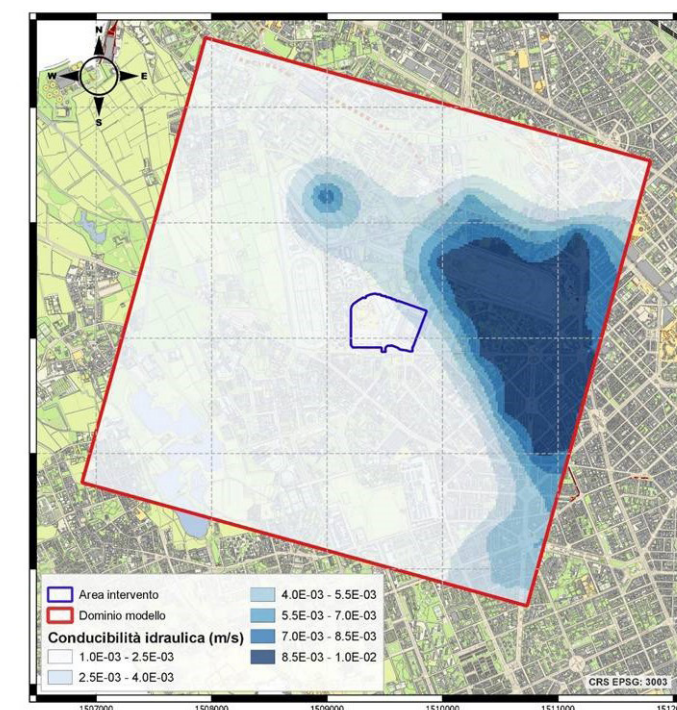 N
W E
S
Area intervento
Dominio modello
Conducibilità idraulica (m/s)
1.0E-03 - 2.5E-03
2.5E-03 - 4.0E-03
4.0E-03 - 5.5E-03
5.5E-03 - 7.0E-03
7.0E-03 - 8.5E-03
8.5E-03 - 1.0E-02
CRS EPSG: 3003
1507000 1508000 1509000 1510000 1511000